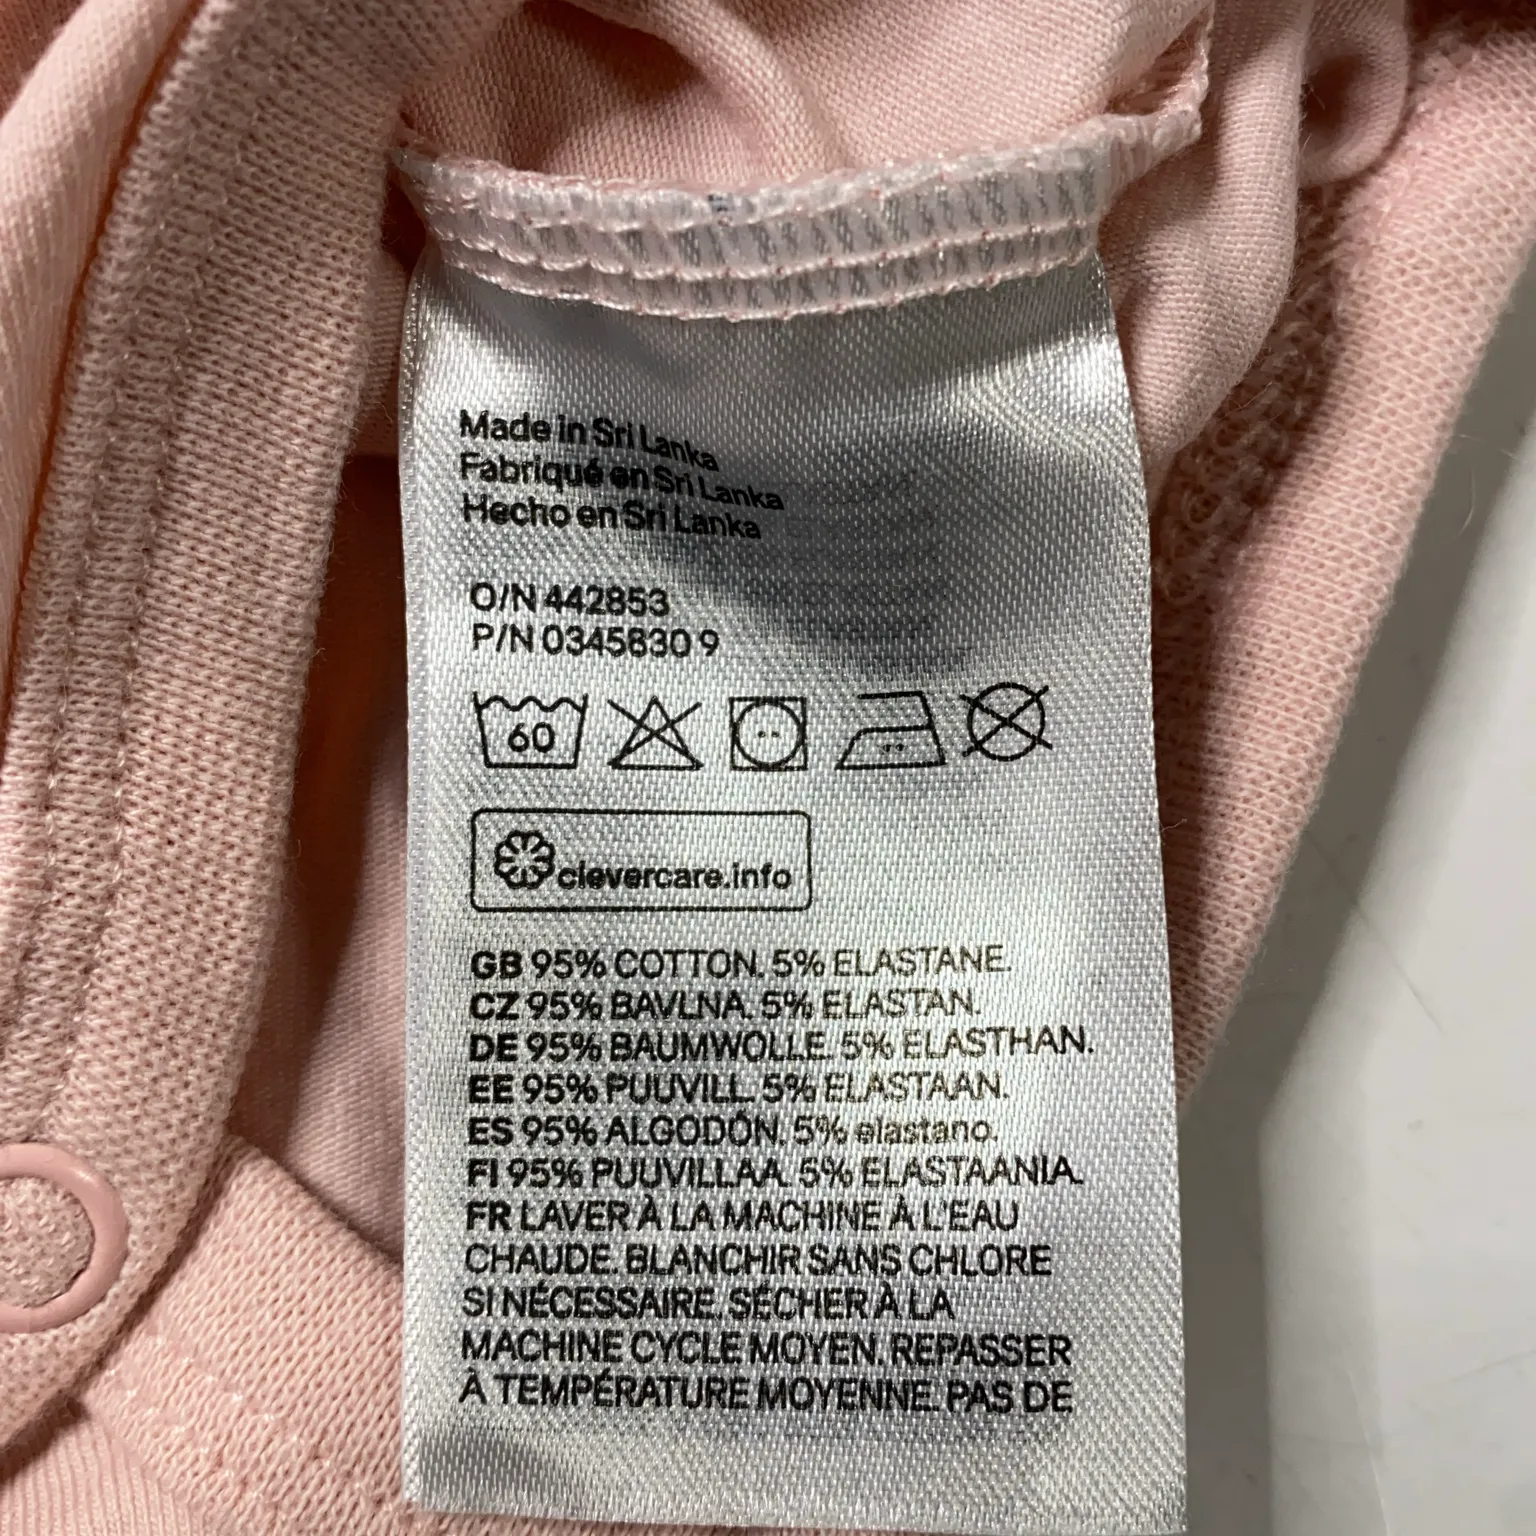 Made in Sri Lanka
Fabriqué en Sri Lanka
Hecho en Sri Lanka
O/N 442853
P/N 0345830 9
60
clevercare.info
GB 95% COTTON. 5% ELASTANE.
CZ 95% BAVLNA. 5% ELASTAN.
DE 95% BAUMWOLLE. 5% ELASTHAN.
EE 95% PUUVILL. 5% ELASTAAN.
ES 95% ALGODÓN. 5% elastano.
FI 95% PUUVILLAA. 5% ELASTAANIA.
FR LAVER À LA MACHINE À L'EAU
CHAUDE. BLANCHIR SANS CHLORE
SI NÉCESSAIRE. SÉCHER À LA
MACHINE CYCLE MOYEN. REPASSER
À TEMPÉRATURE MOYENNE. PAS DE